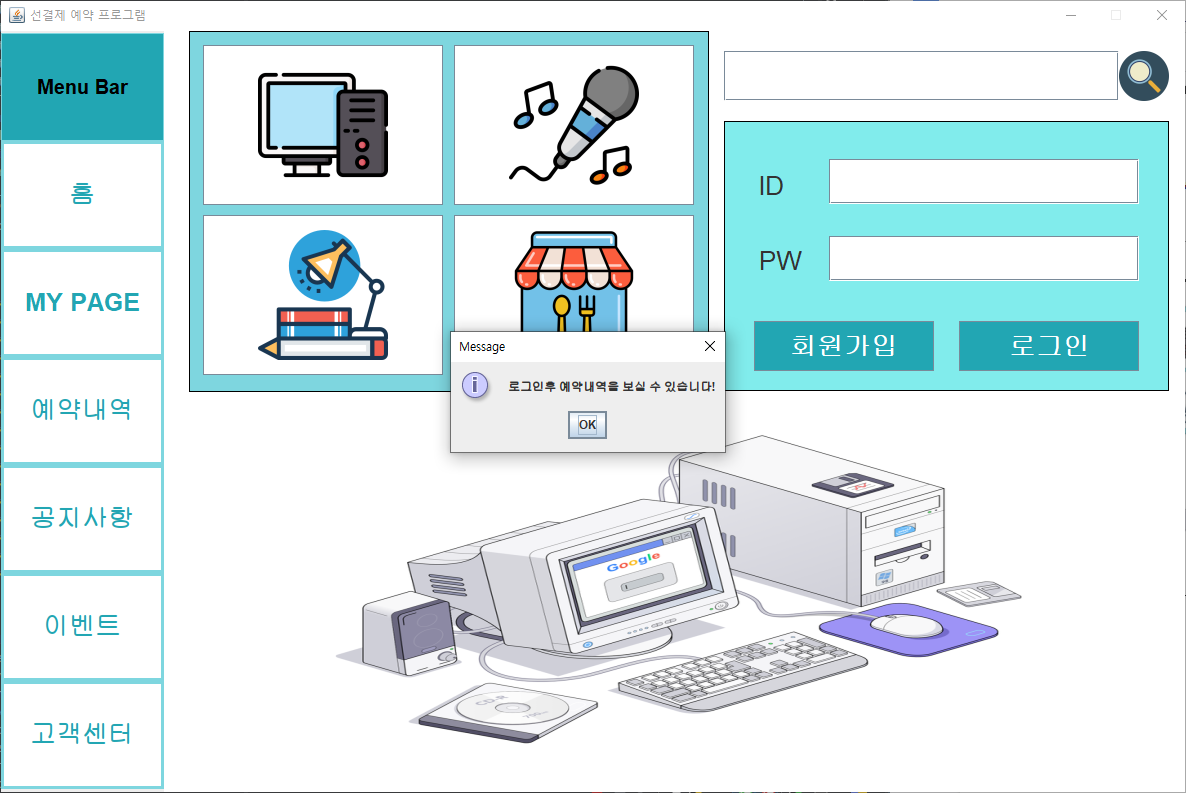 선결제 예약 프로그램
Menu Bar
홈
MY PAGE
예약내역
공지사항
이벤트
고객센터
ID
PW
회원가입
로그인
Message
로그인후 예약내역을 보실 수 있습니다!
OK
Google
CD-R